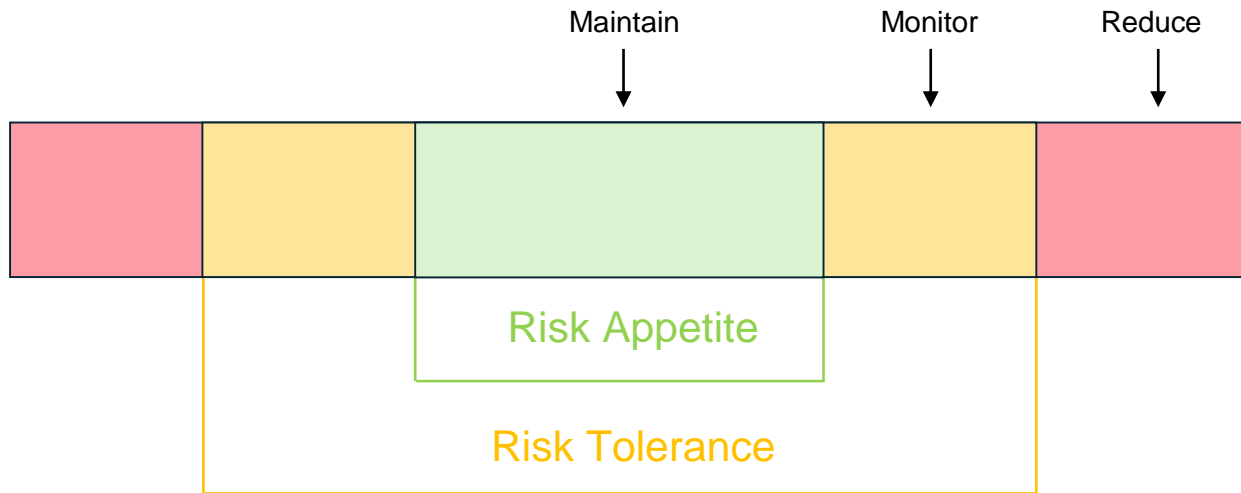 Maintain
Monitor
Reduce
Risk Appetite
Risk Tolerance